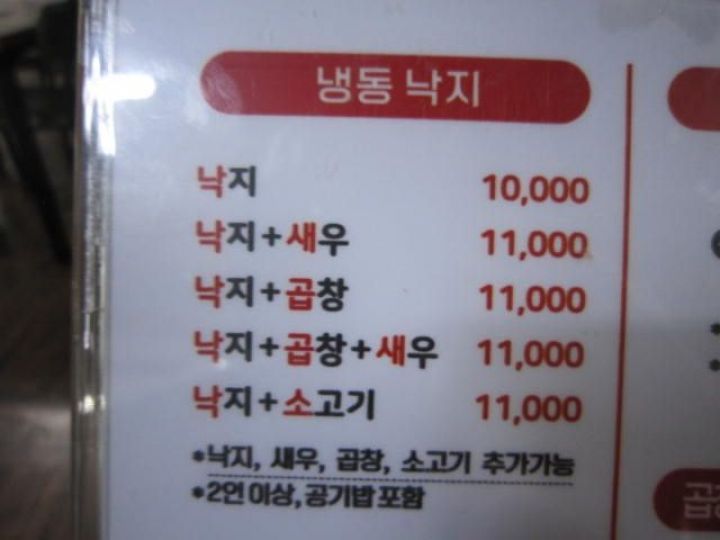 냉동 낙지
낙지 10,000
낙지+새우 11,000
낙지+곱창 11,000
낙지+곱창+새우 11,000
낙지+소고기 11,000
*낙지, 새우, 곱창, 소고기 추가가능
*2인 이상, 공기밥 포함